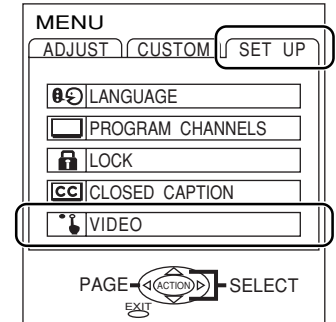 MENU
ADJUST CUSTOM SET UP
LANGUAGE
PROGRAM CHANNELS
LOCK
CC CLOSED CAPTION
VIDEO
PAGE ACTION SELECT
EXIT